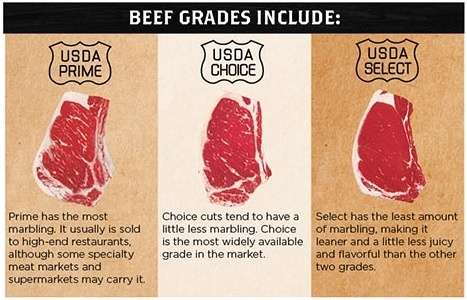 BEEF GRADES INCLUDE:
USDA
PRIME
USDA
CHOICE
USDA
SELECT
Prime has the most
marbling. It usually is sold
to high-end restaurants,
although some specialty
meat markets and
supermarkets may carry it.
Choice cuts tend to have a
little less marbling. Choice
is the most widely available
grade in the market.
Select has the least amount
of marbling, making it
leaner and a little less juicy
and flavorful than the other
two grades.